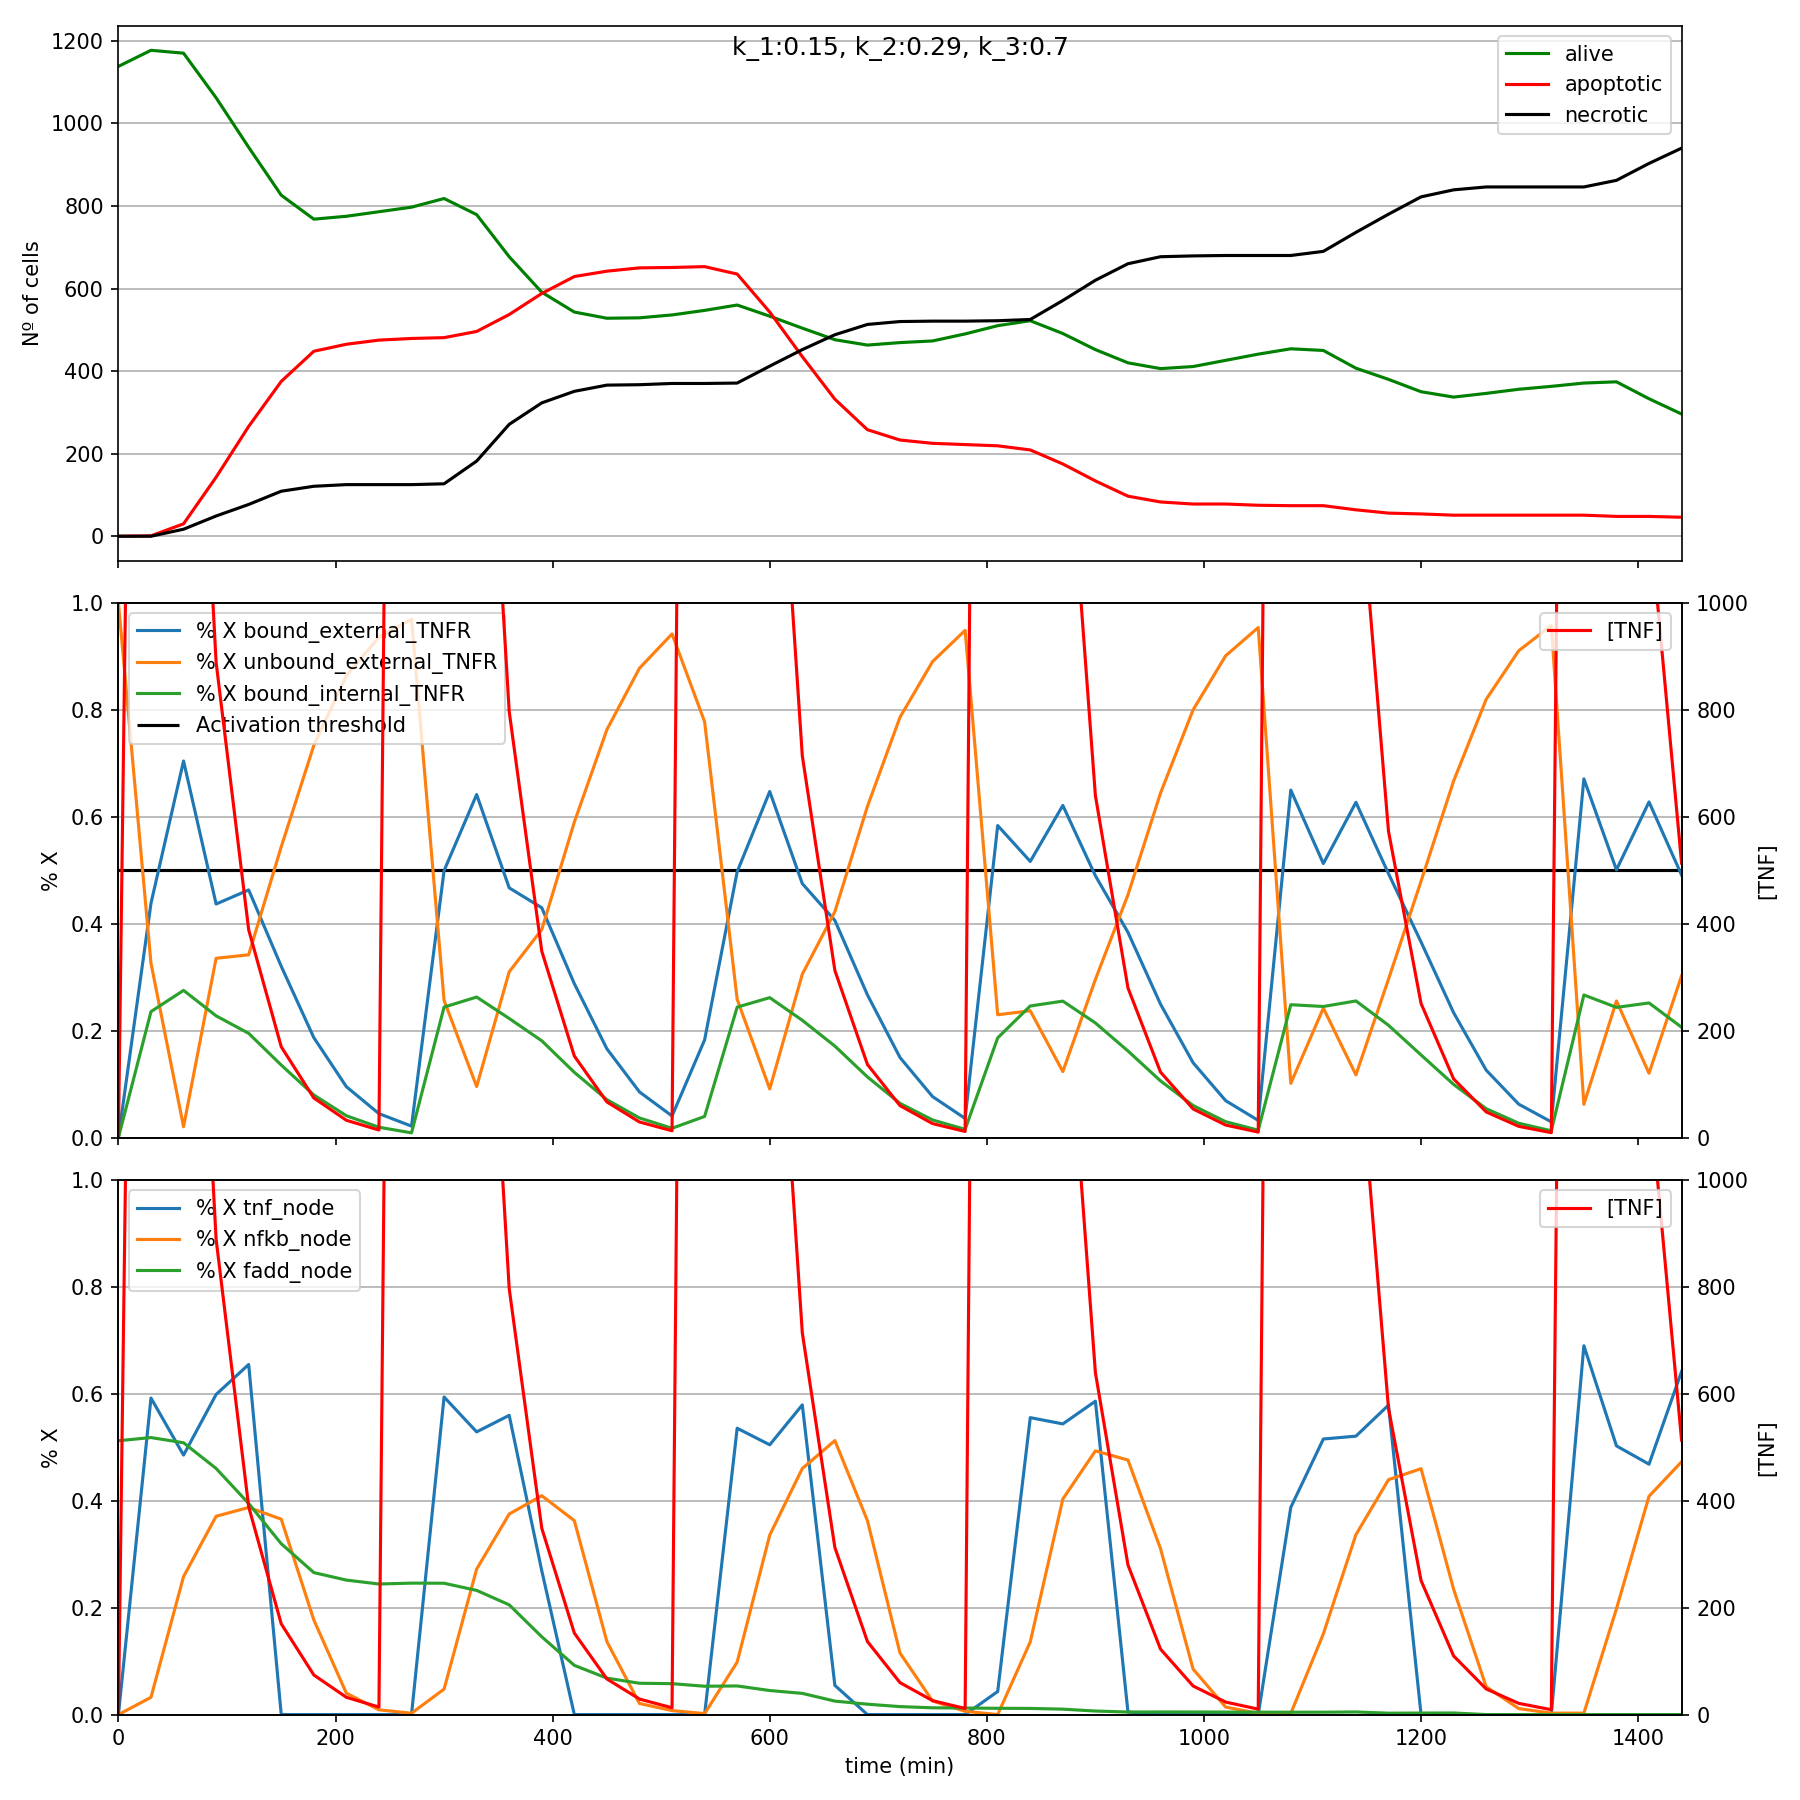 k_1:0.15, k_2:0.29, k_3:0.7
1200
1000
800
600
400
200
0
Nº of cells
alive
apoptotic
necrotic
1.0
0.8
0.6
0.4
0.2
0.0
% X
% X bound_external_TNFR
% X unbound_external_TNFR
% X bound_internal_TNFR
Activation threshold
[TNF]
1000
800
600
400
200
0
[TNF]
1.0
0.8
0.6
0.4
0.2
0.0
% X
% X tnf_node
% X nfkb_node
% X fadd_node
[TNF]
1000
800
600
400
200
0
[TNF]
0 200 400 600 800 1000 1200 1400
time (min)